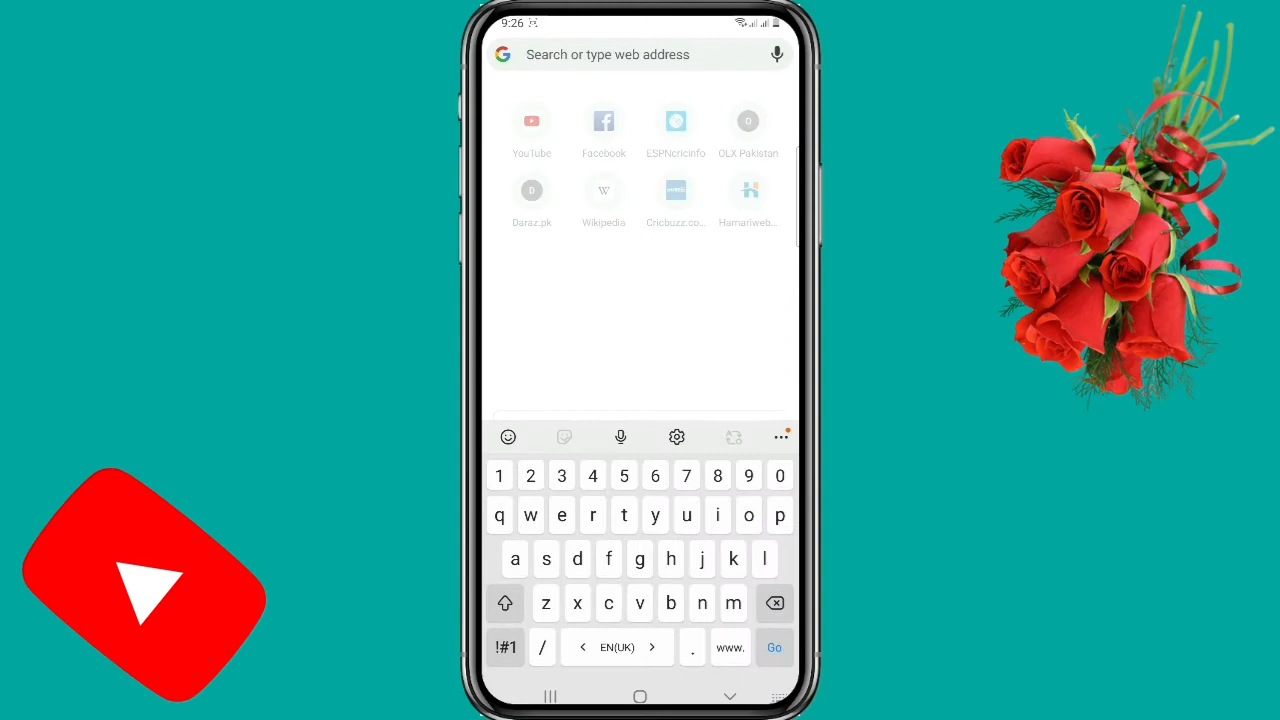 9:26
Search or type web address
YouTube Facebook ESPNcricinfo OLX Pakistan
D
D W
Daraz.pk Wikipedia Cricbuzz.co... Hamariweb...
1 2 3 4 5 6 7 8 9 0
q w e r t y u i o p
a s d f g h j k l
z x c v b n m
!#1 / < EN(UK) > . www. Go